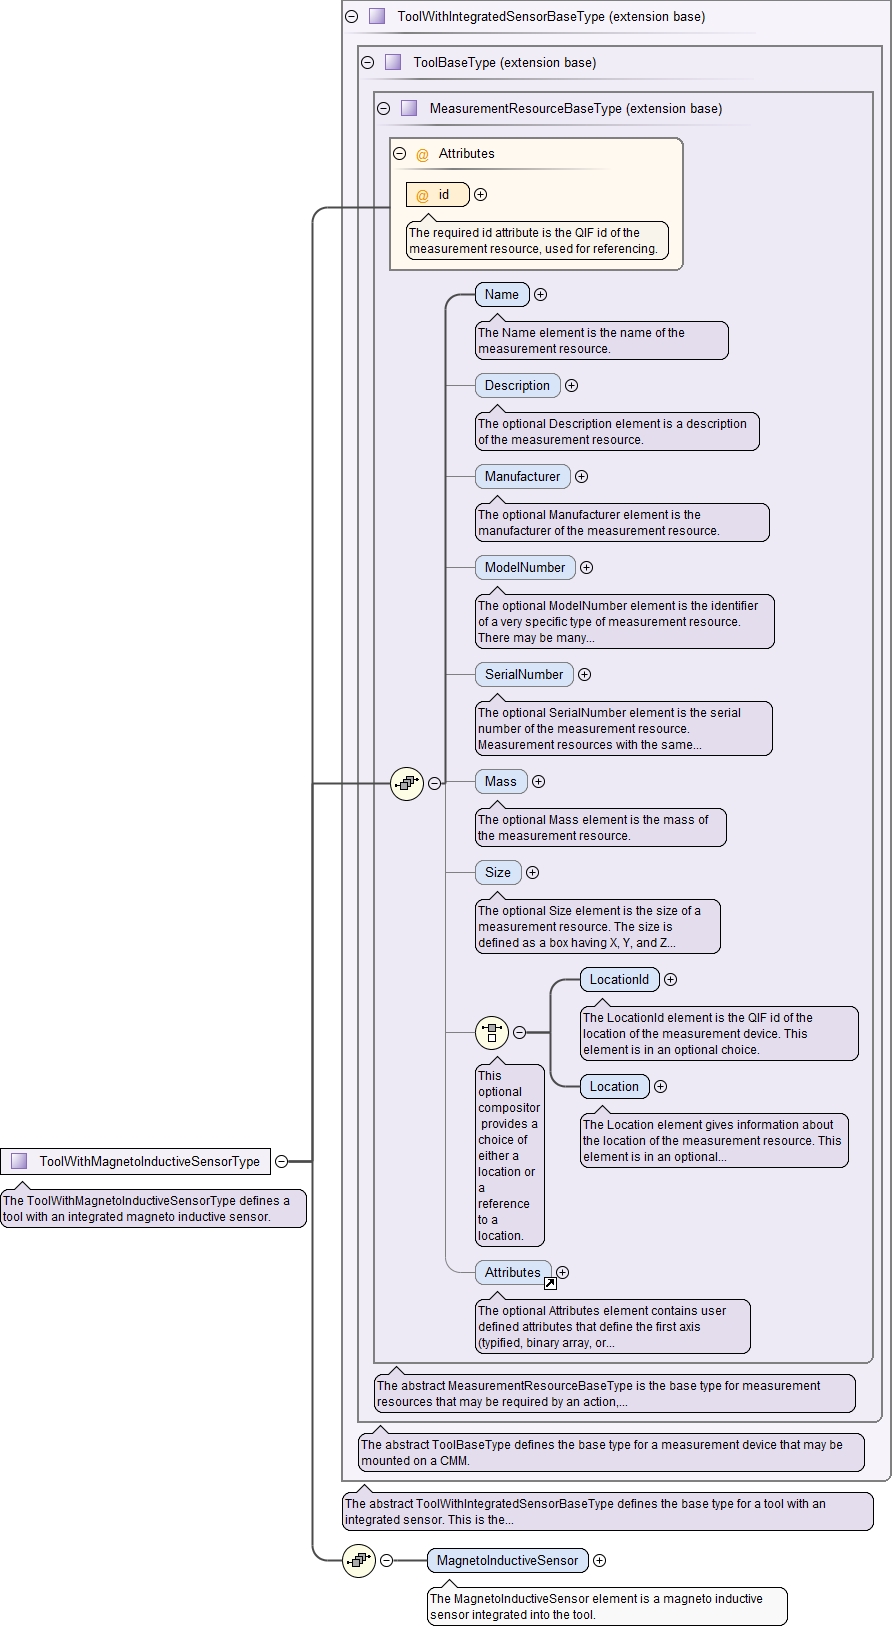 ToolWithIntegratedSensorBaseType (extension base)
ToolBaseType (extension base)
MeasurementResourceBaseType (extension base)
@ Attributes
@ id
The required id attribute is the QIF id of the
measurement resource, used for referencing.
Name
The Name element is the name of the
measurement resource.
Description
The optional Description element is a description
of the measurement resource.
Manufacturer
The optional Manufacturer element is the
manufacturer of the measurement resource.
ModelNumber
The optional ModelNumber element is the identifier
of a very specific type of measurement resource.
There may be many...
SerialNumber
The optional SerialNumber element is the serial
number of the measurement resource.
Measurement resources with the same...
Mass
The optional Mass element is the mass of
the measurement resource.
Size
The optional Size element is the size of a
measurement resource. The size is
defined as a box having X, Y, and Z...
LocationId
The LocationId element is the QIF id of the
location of the measurement device. This
element is in an optional choice.
This
optional
compositor
provides a
choice of
either a
location or
a
reference
to a
location.
Location
The Location element gives information about
the location of the measurement resource. This
element is in an optional...
ToolWithMagnetoInductiveSensorType
The ToolWithMagnetoInductiveSensorType defines a
tool with an integrated magneto inductive sensor.
Attributes
The optional Attributes element contains user
defined attributes that define the first axis
(typified, binary array, or...
The abstract MeasurementResourceBaseType is the base type for measurement
resources that may be required by an action,...
The abstract ToolBaseType defines the base type for a measurement device that may be
mounted on a CMM.
The abstract ToolWithIntegratedSensorBaseType defines the base type for a tool with an
integrated sensor. This is the...
MagnetoInductiveSensor
The MagnetoInductiveSensor element is a magneto inductive
sensor integrated into the tool.